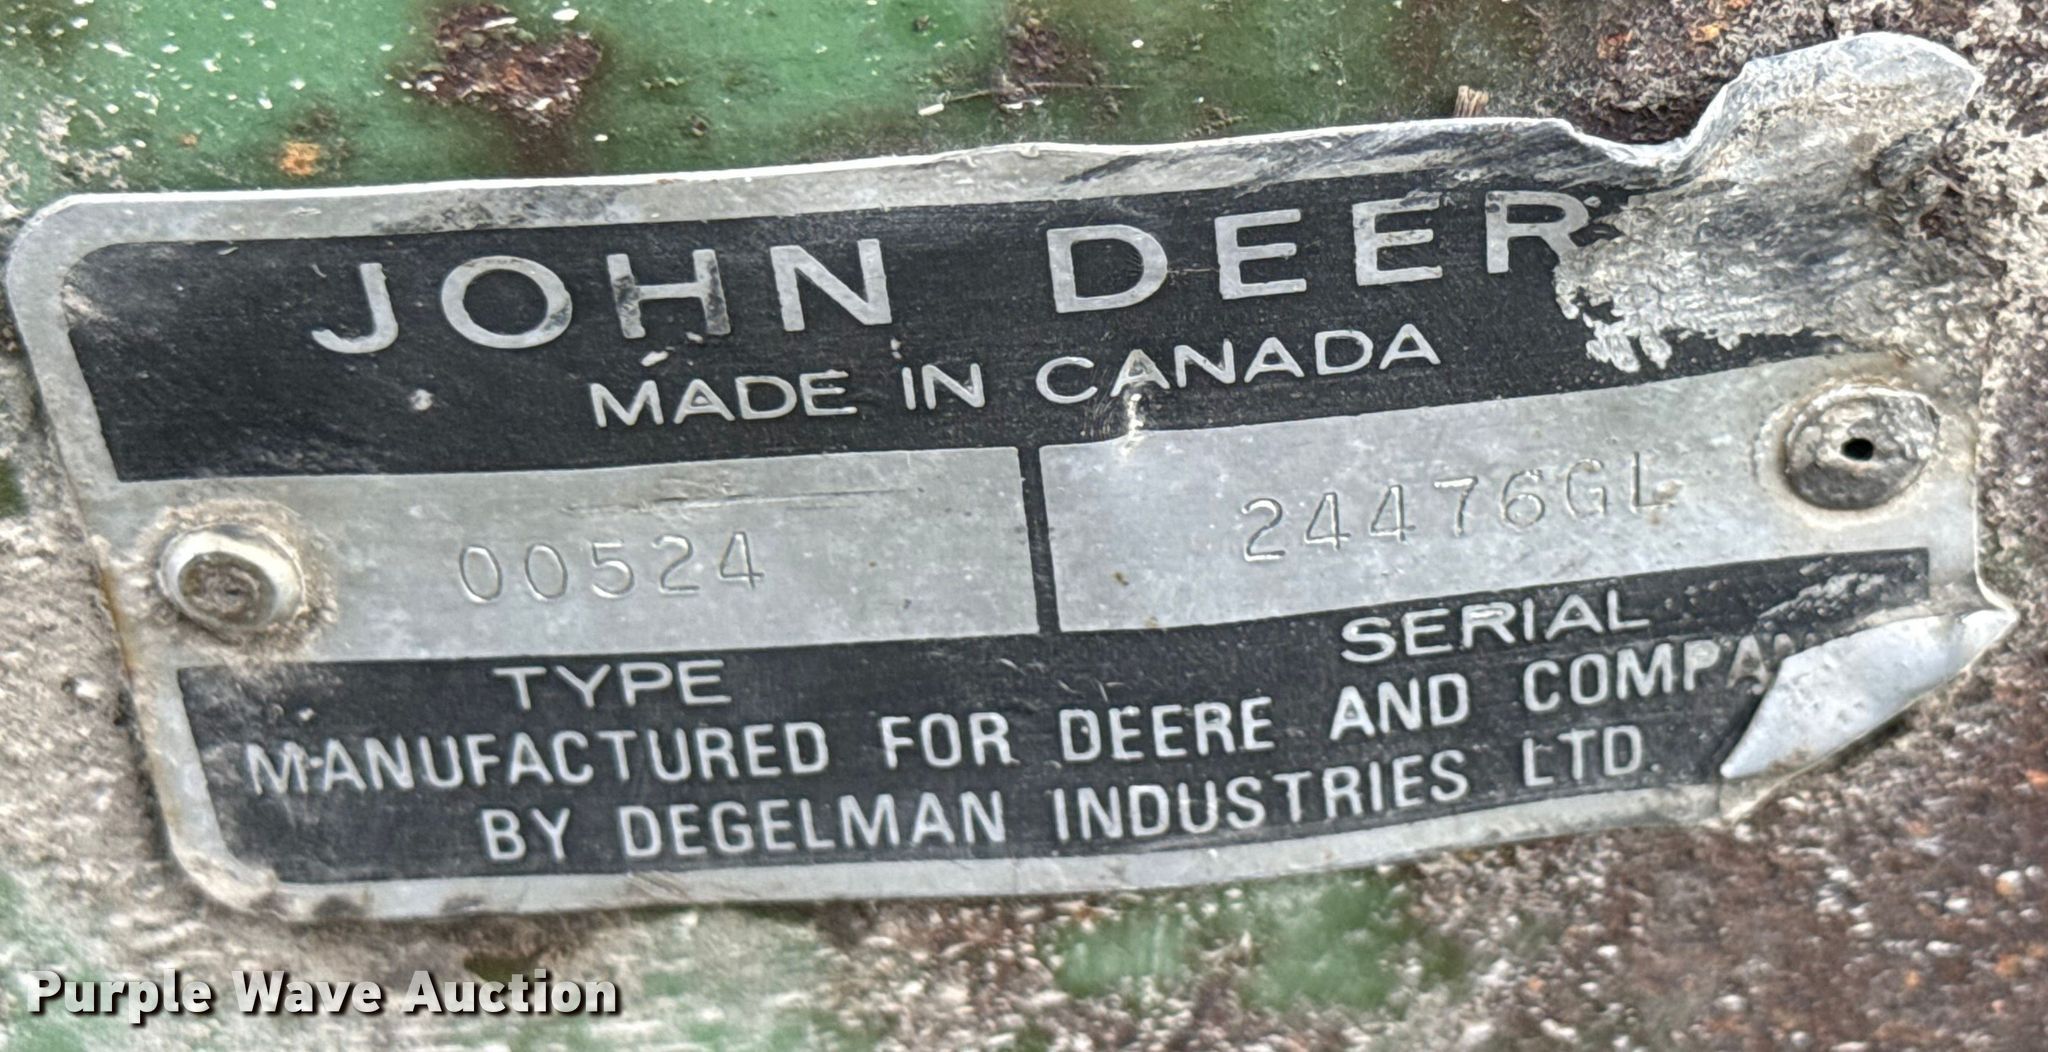 JOHN DEER
MADE IN CANADA
00524 24476GL
TYPE SERIAL
MANUFACTURED FOR DEERE AND COMPAN
BY DEGELMAN INDUSTRIES LTD.
Purple Wave Auction